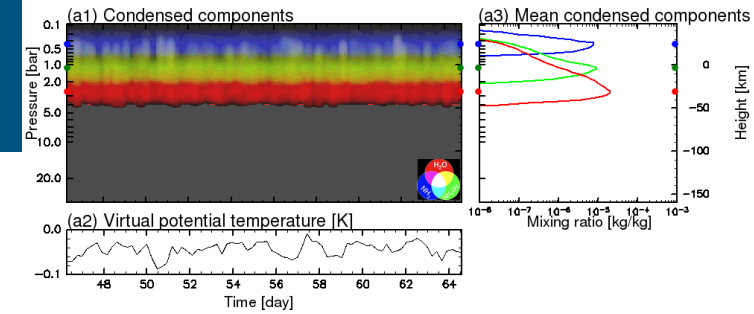 (a1) Condensed components
(a3) Mean condensed components
Pressure [bar]
0.1
0.5
1.0
2.0
5.0
10.0
20.0
H₂O
NH₃
0
−50
−100
−150
Height [km]
10⁻⁸ 10⁻⁷ 10⁻⁶ 10⁻⁵ 10⁻⁴ 10⁻³
Mixing ratio [kg/kg]
(a2) Virtual potential temperature [K]
0.0
−0.1
48 50 52 54 56 58 60 62 64
Time [day]